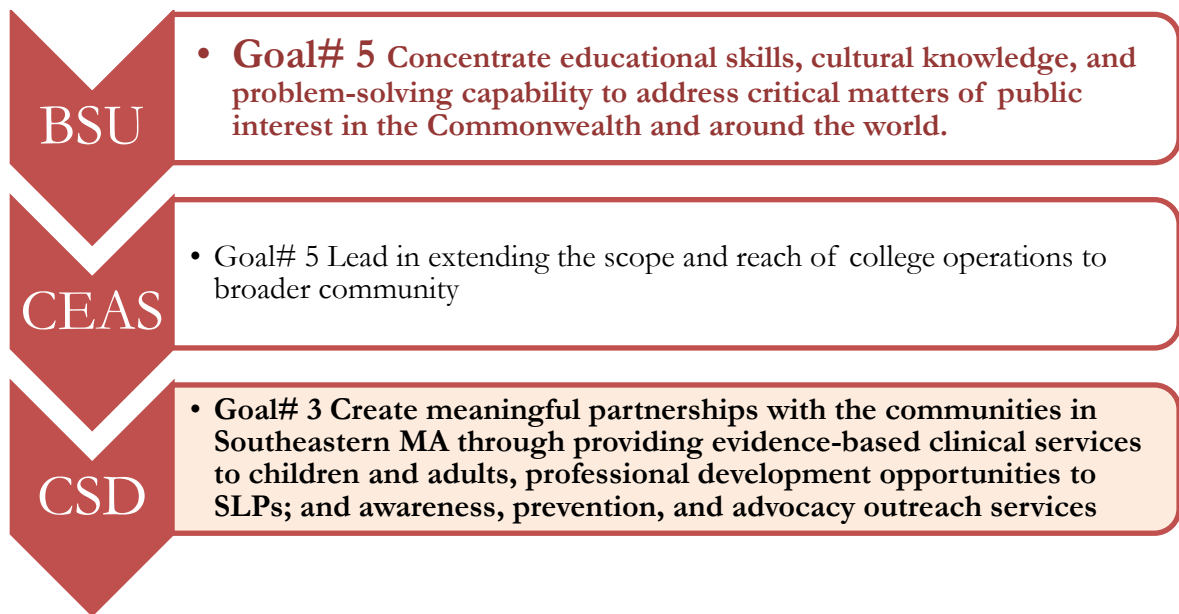 BSU
• Goal# 5 Concentrate educational skills, cultural knowledge, and
problem-solving capability to address critical matters of public
interest in the Commonwealth and around the world.
CEAS
• Goal# 5 Lead in extending the scope and reach of college operations to
broader community
CSD
• Goal# 3 Create meaningful partnerships with the communities in
Southeastern MA through providing evidence-based clinical services
to children and adults, professional development opportunities to
SLPs; and awareness, prevention, and advocacy outreach services